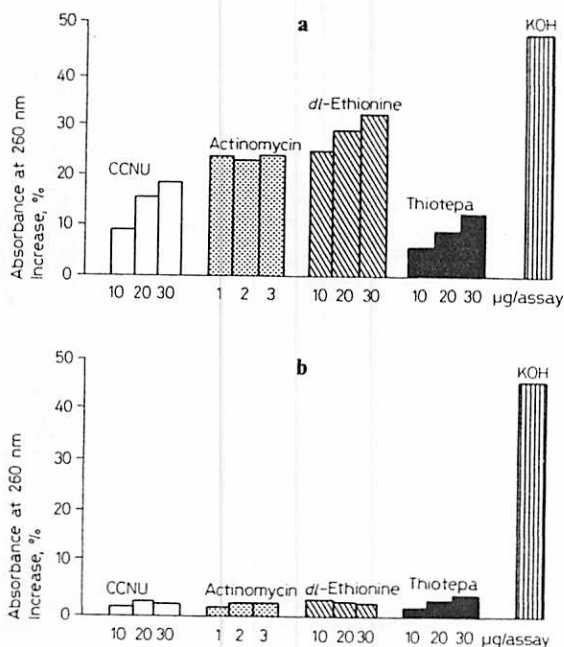 a
50
40
30
20
10
0
Absorbance at 260 nm
Increase, %
KOH
dl-Ethionine
Actinomycin
CCNU
Thiotepa
10 20 30 1 2 3 10 20 30 10 20 30 µg/assay
b
50
40
30
20
10
0
Absorbance at 260 nm
Increase, %
KOH
CCNU Actinomycin dl-Ethionine Thiotepa
10 20 30 1 2 3 10 20 30 10 20 30 µg/assay